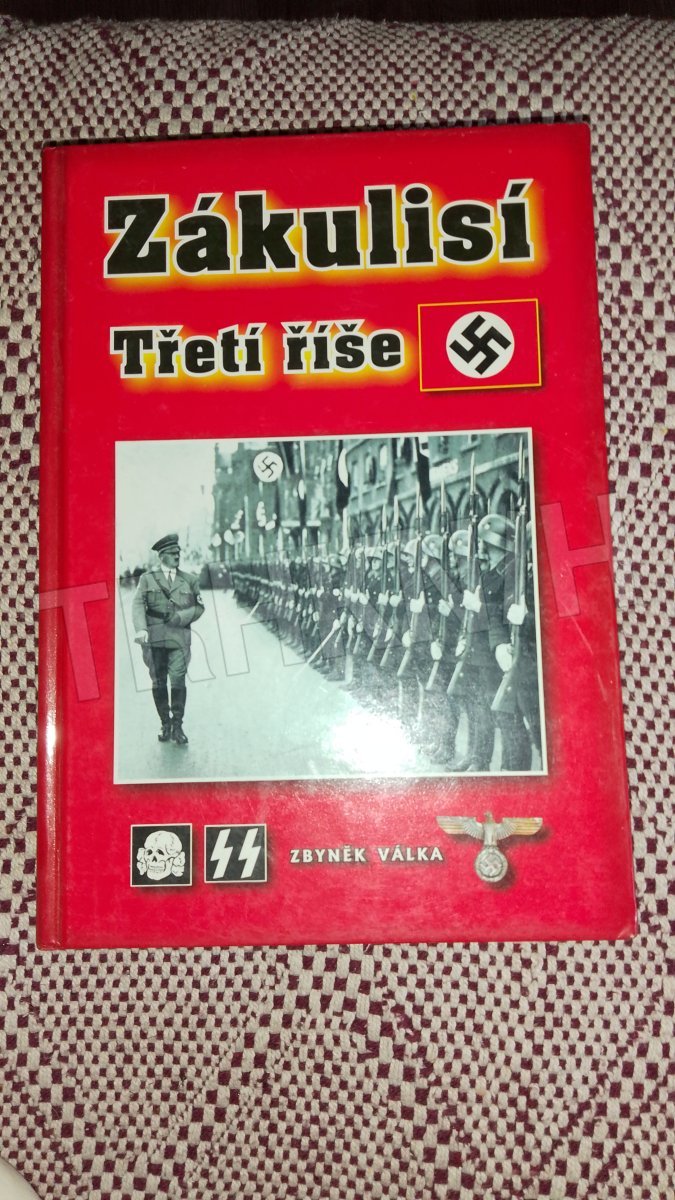 Zákulisí
Třetí říše
ZBYNĚK VÁLKA